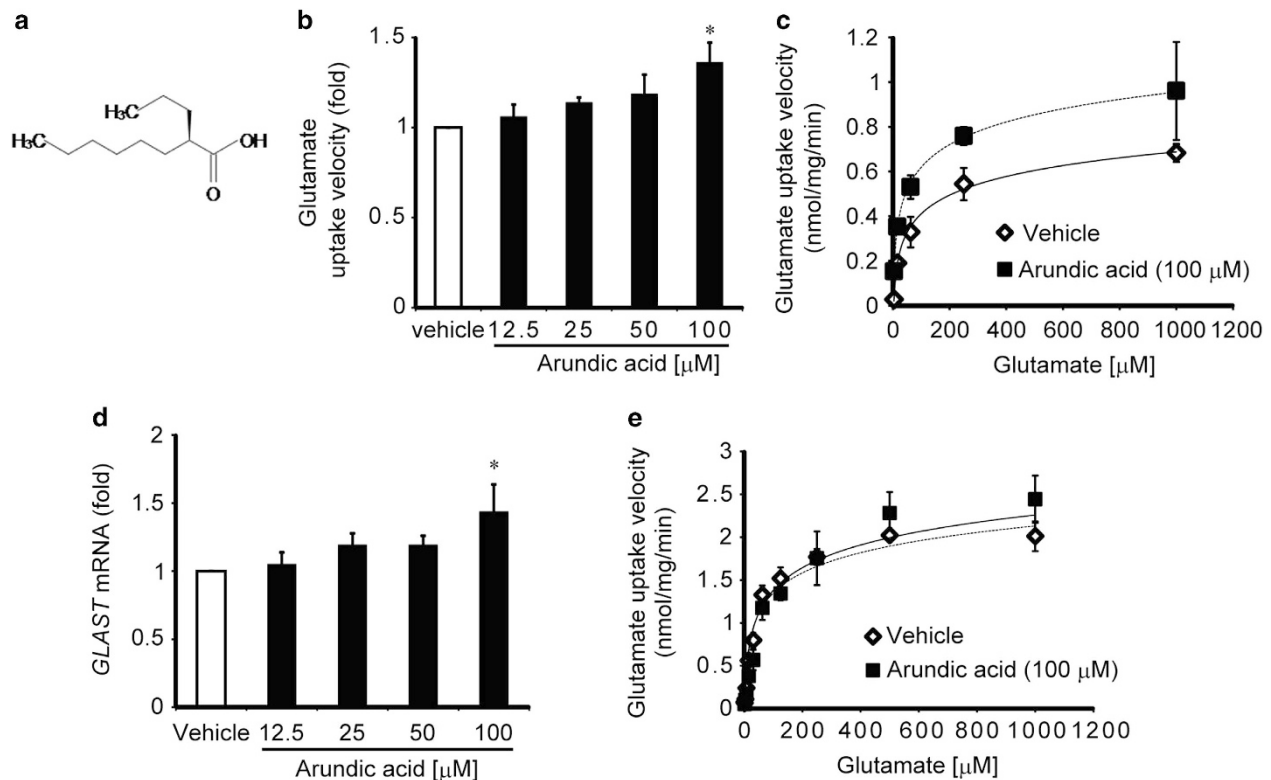 a
H₃C
H₃C
OH
O
b
Glutamate
uptake velocity (fold)
1.5
1
0.5
0
*
vehicle 12.5 25 50 100
Arundic acid [μM]
c
Glutamate uptake velocity
(nmol/mg/min)
1.2
1
0.8
0.6
0.4
0.2
0
Vehicle
Arundic acid (100 μM)
0 200 400 600 800 1000 1200
Glutamate [μM]
d
GLAST mRNA (fold)
2
1.5
1
0.5
0
*
Vehicle 12.5 25 50 100
Arundic acid [μM]
e
Glutamate uptake velocity
(nmol/mg/min)
3
2.5
2
1.5
1
0.5
0
Vehicle
Arundic acid (100 μM)
0 200 400 600 800 1000 1200
Glutamate [μM]